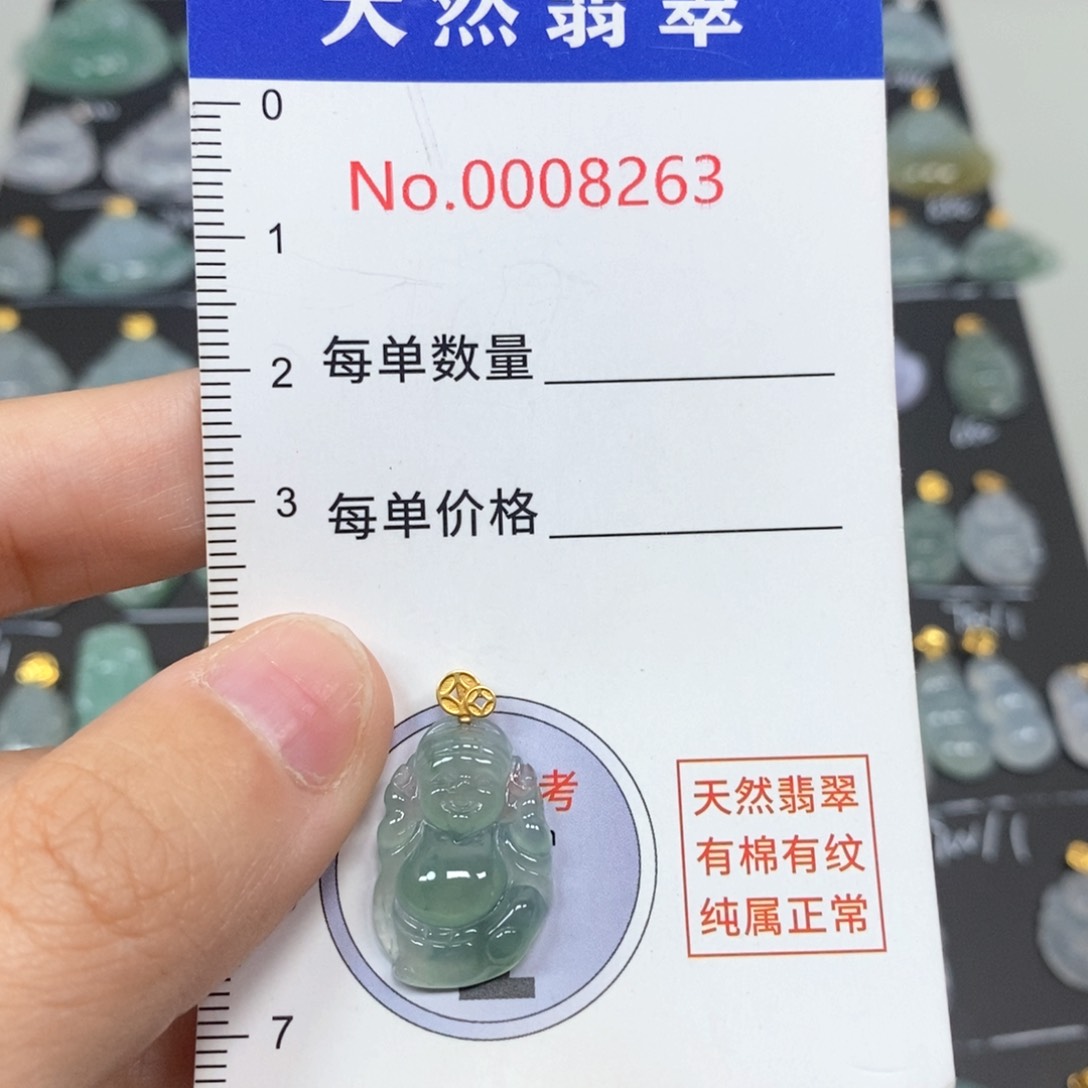 天然翡翠
0
No.0008263
1
2
每单数量
3
每单价格
考
天然翡翠
有棉有纹
纯属正常
7